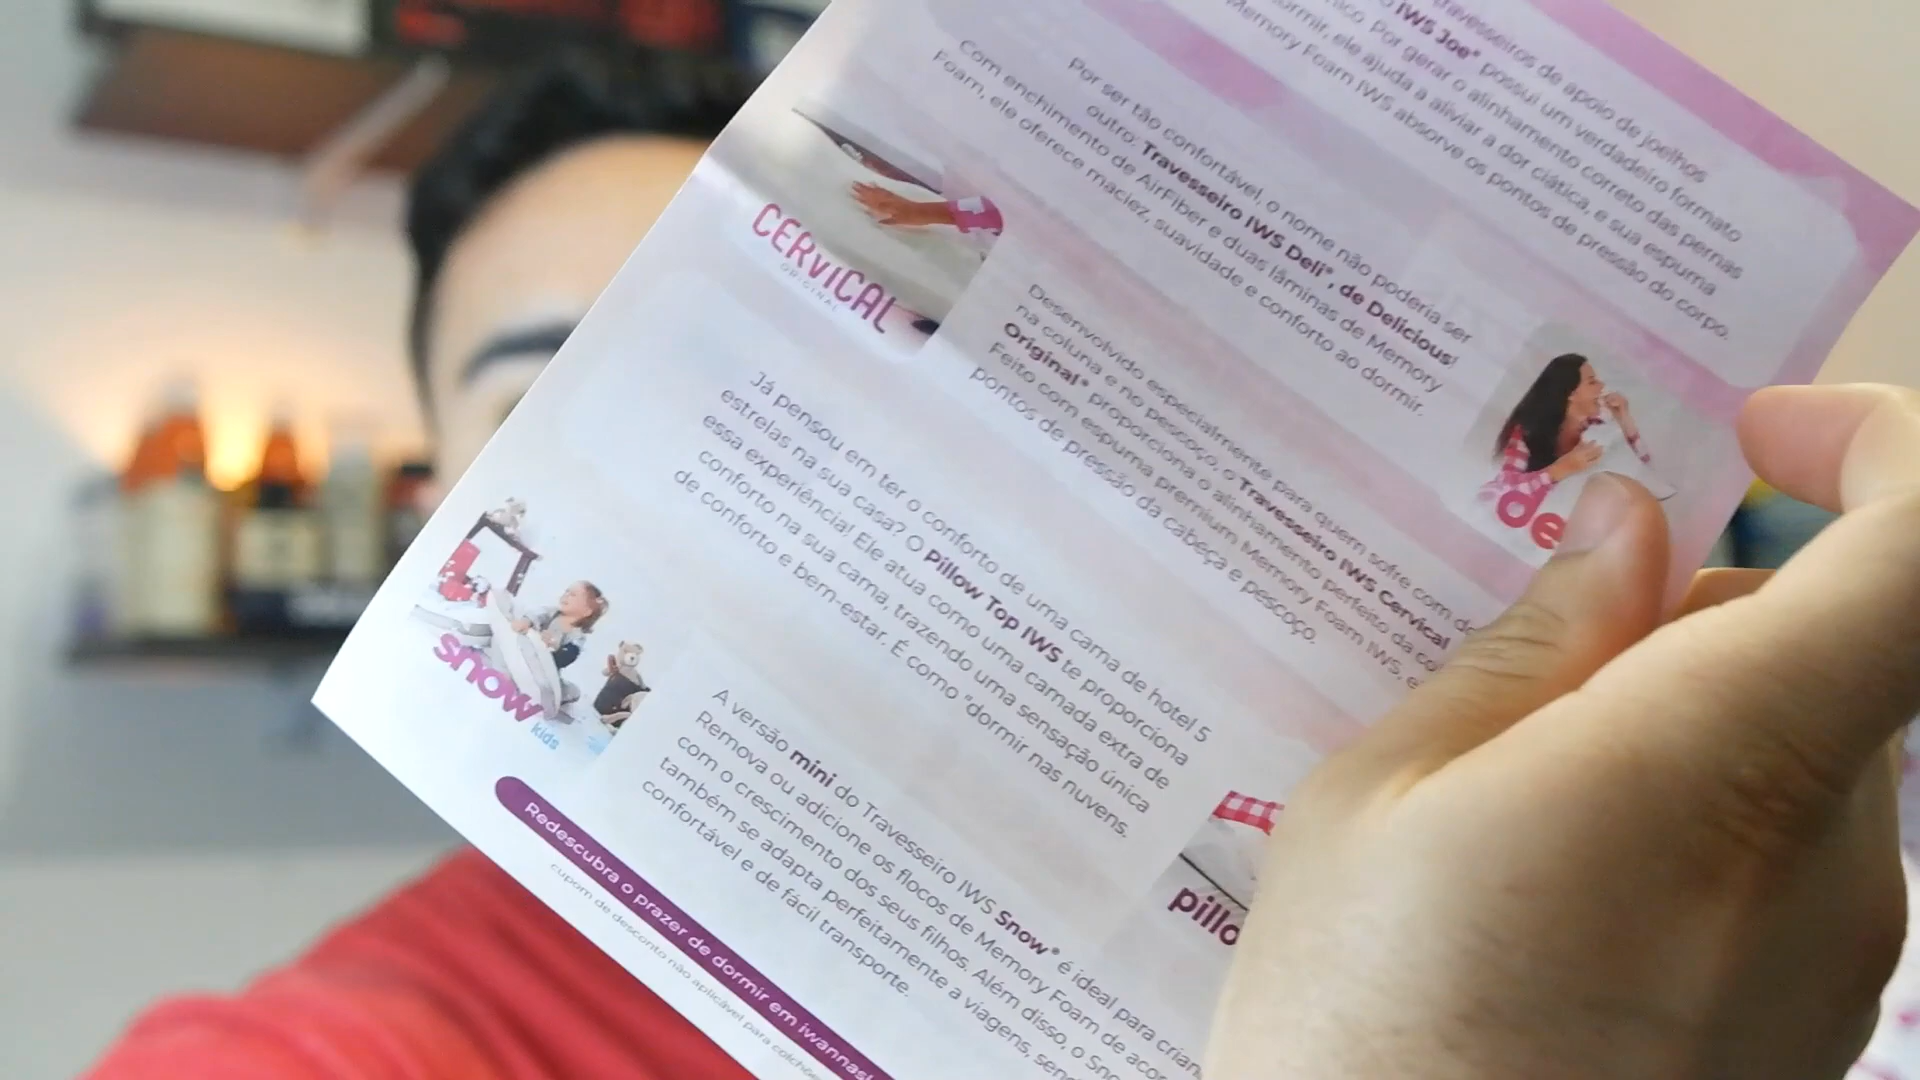 travesseiros de apoio de joelhos
o IWS Joe® possui um verdadeiro formato
Por gerar o alinhamento correto das pernas
dormir, ele ajuda a aliviar a dor ciática, e sua espuma
Memory Foam IWS absorve os pontos de pressão do corpo.
Por ser tão confortável, o nome não poderia ser
outro: Travesseiro IWS Deli®, de Delicious!
Com enchimento de AirFiber e duas lâminas de Memory
Foam, ele oferece maciez, suavidade e conforto ao dormir.
de
CERVICAL
ORIGINAL
Desenvolvido especialmente para quem sofre com
na coluna e no pescoço, o Travesseiro IWS Cervical
Original® proporciona o alinhamento perfeito da
Feito com espuma premium Memory Foam IWS,
pontos de pressão da cabeça e pescoço.
Já pensou em ter o conforto de uma cama de hotel 5
estrelas na sua casa? O Pillow Top IWS te proporciona
essa experiência! Ele atua como uma camada extra de
conforto na sua cama, trazendo uma sensação única
de conforto e bem-estar. É como “dormir nas nuvens.
pillo
snow
kids
A versão mini do Travesseiro IWS Snow® é ideal para
Remova ou adicione os flocos de Memory Foam de
com o crescimento dos seus filhos. Além disso, o
também se adapta perfeitamente a viagens,
confortável e de fácil transporte.
Redescubra o prazer de dormir em iwannasl
cupom de desconto não aplicável para